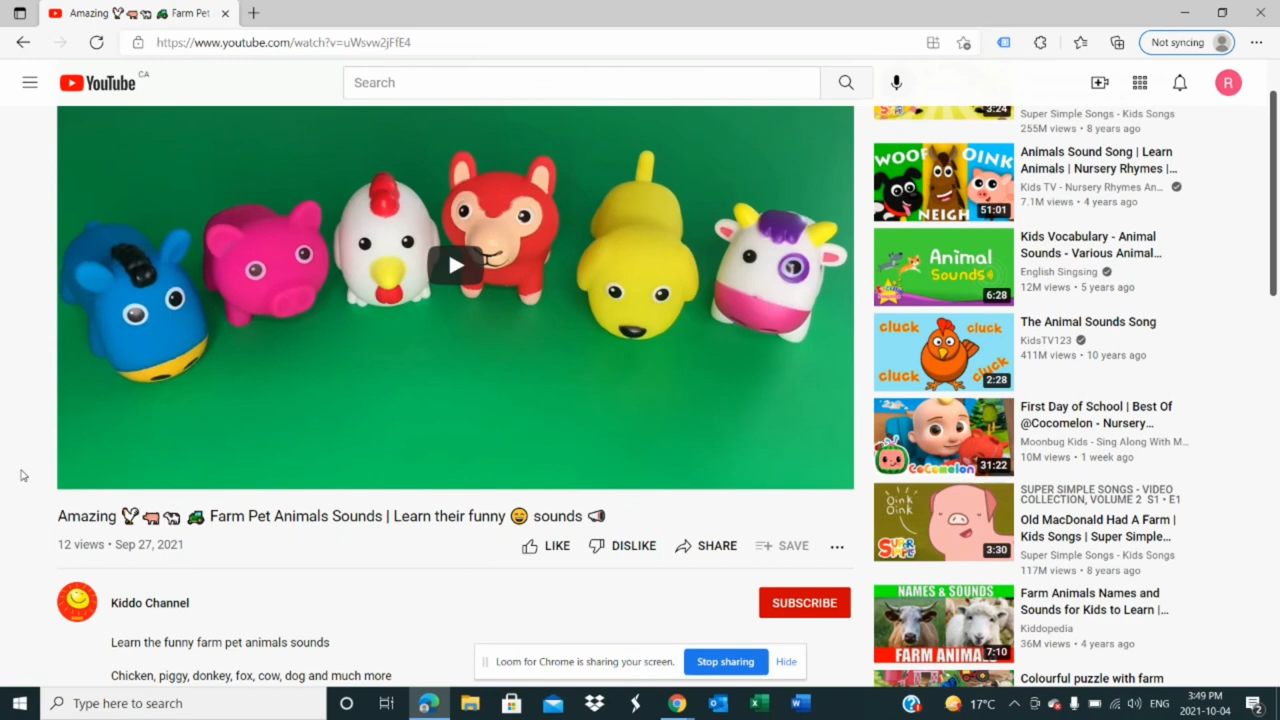 Amazing 🐓🐖🐄 🚜 Farm Pet
https://www.youtube.com/watch?v=uWsvw2jFfE4
Not syncing
YouTube CA
Search
R
Amazing 🐓🐖🐄 🚜 Farm Pet Animals Sounds | Learn their funny 😄 sounds 📢
12 views • Sep 27, 2021
LIKE
DISLIKE
SHARE
SAVE
Kiddo Channel
SUBSCRIBE
Learn the funny farm pet animals sounds
Chicken, piggy, donkey, fox, cow, dog and much more
Loom for Chrome is sharing your screen.
Stop sharing
Hide
3:24
Super Simple Songs - Kids Songs
255M views • 8 years ago
WOOF
OINK
NEIGH
51:01
Animals Sound Song | Learn
Animals | Nursery Rhymes |...
Kids TV - Nursery Rhymes An...
7.1M views • 4 years ago
Animal
Sounds
6:28
Kids Vocabulary - Animal
Sounds - Various Animal...
English Singsing
12M views • 5 years ago
cluck
cluck
cluck
cluck
2:28
The Animal Sounds Song
KidsTV123
411M views • 10 years ago
COCOMELON
31:22
First Day of School | Best Of
@Cocomelon - Nursery...
Moonbug Kids - Sing Along With M...
10M views • 1 week ago
Oink
Oink
SUPER
SIMPLE
3:30
SUPER SIMPLE SONGS - VIDEO
COLLECTION, VOLUME 2 S1 • E1
Old MacDonald Had A Farm |
Kids Songs | Super Simple...
Super Simple Songs - Kids Songs
117M views • 8 years ago
NAMES & SOUNDS
FARM ANIMA
7:10
Farm Animals Names and
Sounds for Kids to Learn |...
Kiddopedia
36M views • 4 years ago
Colourful puzzle with farm
Type here to search
17°C
ENG
3:49 PM
2021-10-04
2